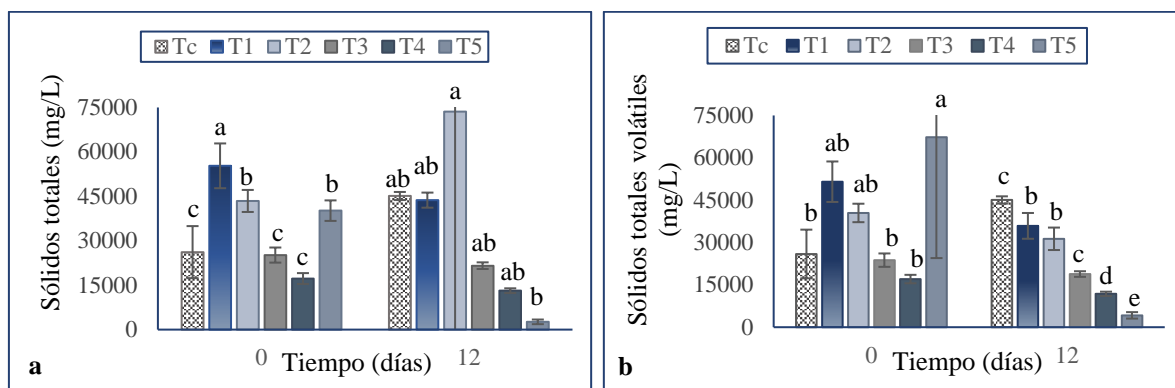 Tc T1 T2 T3 T4 T5
Sólidos totales (mg/L)
75000
60000
45000
30000
15000
0
c a b c c b
ab ab a ab ab b
0 12
Tiempo (días)
a
Tc T1 T2 T3 T4 T5
Sólidos totales volátiles
(mg/L)
75000
60000
45000
30000
15000
0
b ab ab b b a
c b b c d e
0 12
Tiempo (días)
b